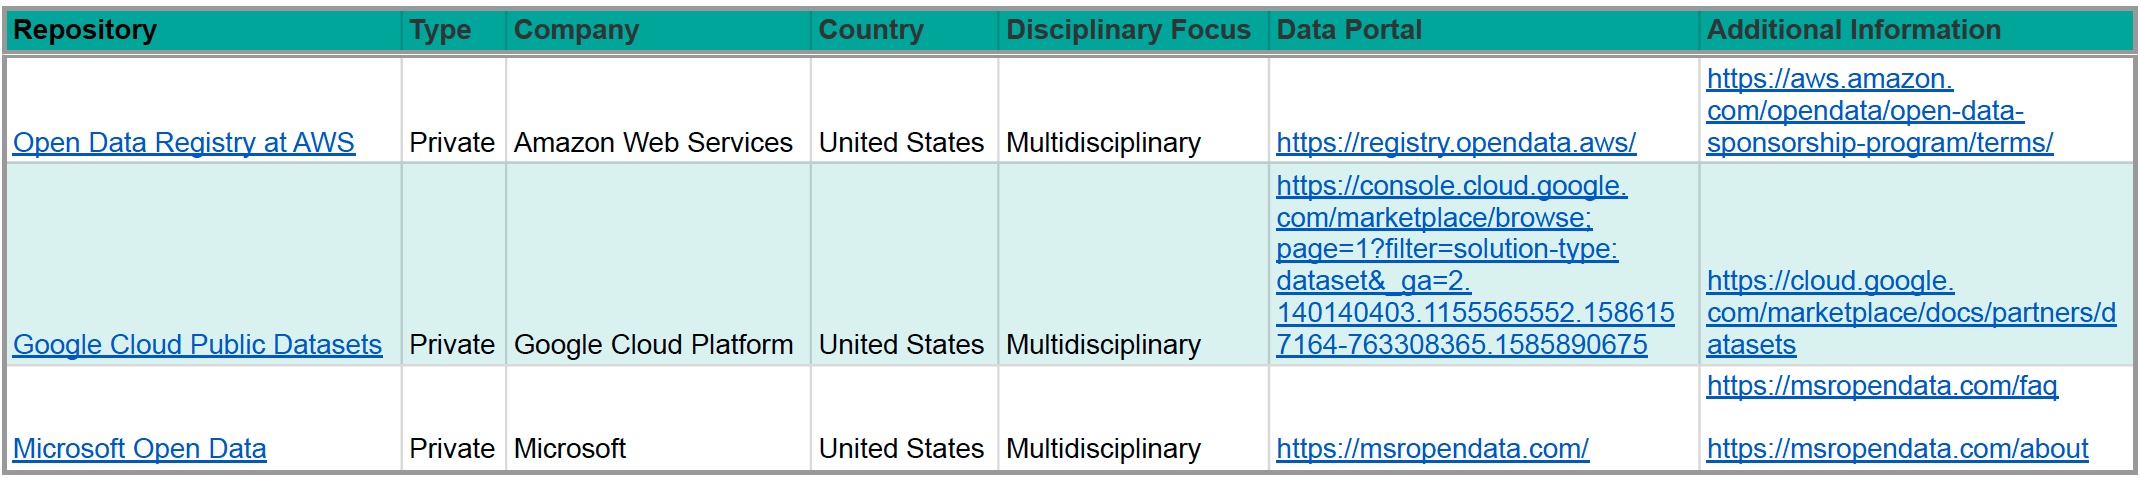 Repository Type Company Country Disciplinary Focus Data Portal Additional Information
Open Data Registry at AWS Private Amazon Web Services United States Multidisciplinary https://registry.opendata.aws/ https://aws.amazon.
com/opendata/open-data-
sponsorship-program/terms/
Google Cloud Public Datasets Private Google Cloud Platform United States Multidisciplinary https://console.cloud.google.
com/marketplace/browse;
page=1?filter=solution-type:
dataset&_ga=2.
140140403.1155565552.158615
7164-763308365.1585890675
https://cloud.google.
com/marketplace/docs/partners/d
atasets
Microsoft Open Data Private Microsoft United States Multidisciplinary https://msropendata.com/ https://msropendata.com/faq
https://msropendata.com/about